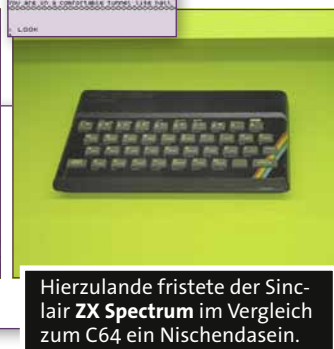 You are in a comfortable tunnel like hall
LOOK
Hierzulande fristete der Sinc-
lair ZX Spectrum im Vergleich
zum C64 ein Nischendasein.